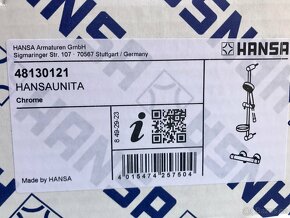 HANSA Armaturen GmbH
Sigmaringer Str. 107 · 70567 Stuttgart / Germany
HANSA
48130121
HANSAUNITA
Chrome
8 49-29-23
Made by HANSA
4 015474 257604
HANSA